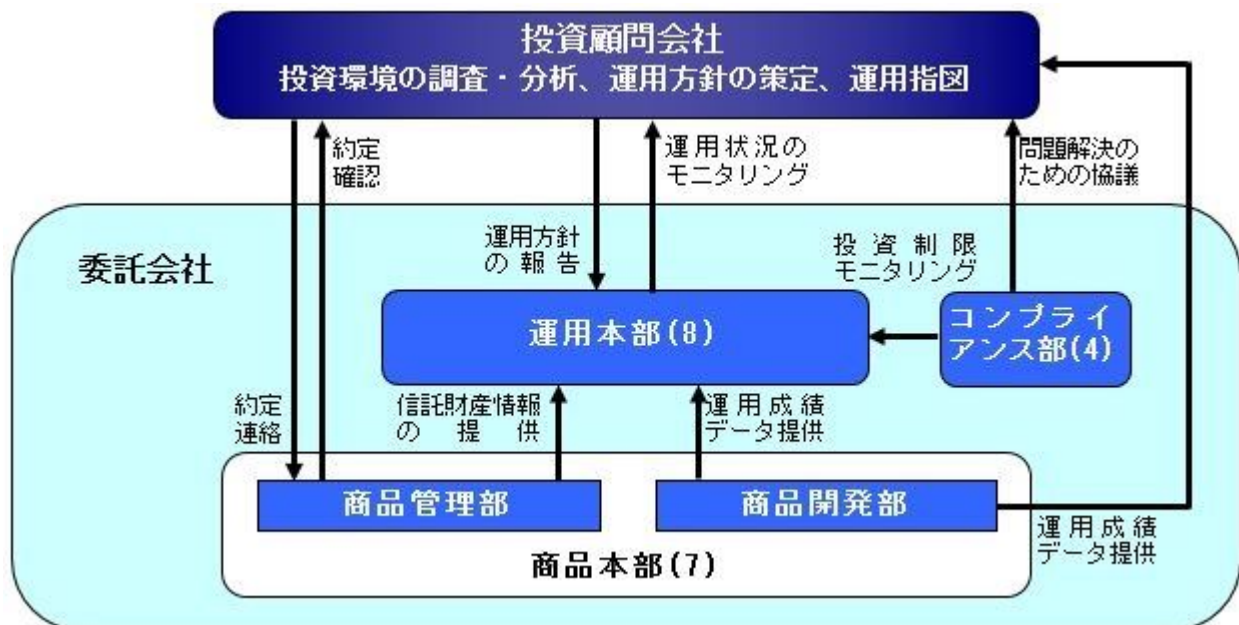 投資顧問会社
投資環境の調査・分析、運用方針の策定、運用指図
約定
確認
運用状況の
モニタリング
問題解決の
ための協議
運用方針
の報告
投資制限
モニタリング
委託会社
運用本部(8)
コンプライ
アンス部(4)
約定
連絡
信託財産情報
の提供
運用成績
データ提供
商品管理部
商品開発部
運用成績
データ提供
商品本部(7)